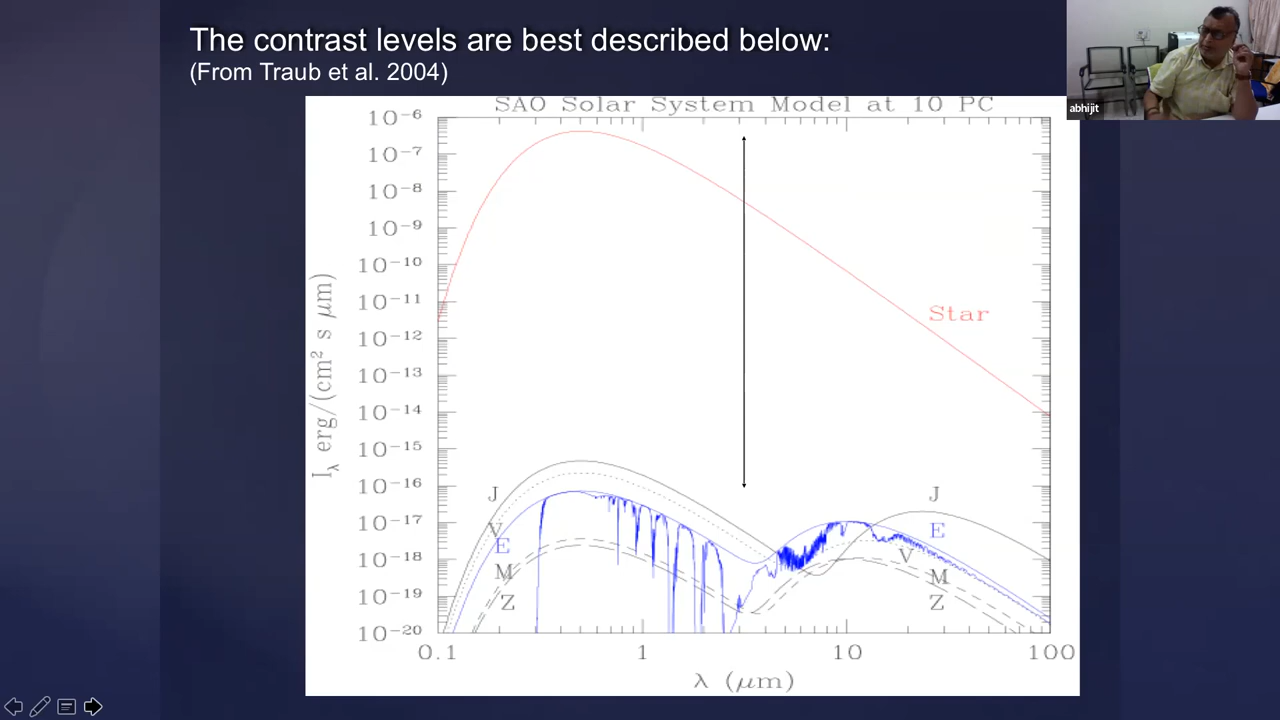 The contrast levels are best described below:
(From Traub et al. 2004)
abhijit
SAO Solar System Model at 10 PC
10⁻⁶
10⁻⁷
10⁻⁸
10⁻⁹
10⁻¹⁰
10⁻¹¹
10⁻¹²
10⁻¹³
10⁻¹⁴
10⁻¹⁵
10⁻¹⁶
10⁻¹⁷
10⁻¹⁸
10⁻¹⁹
10⁻²⁰
I_λ erg/(cm² s μm)
Star
J
V
E
M
Z
J
E
V
M
Z
0.1 1 10 100
λ (μm)